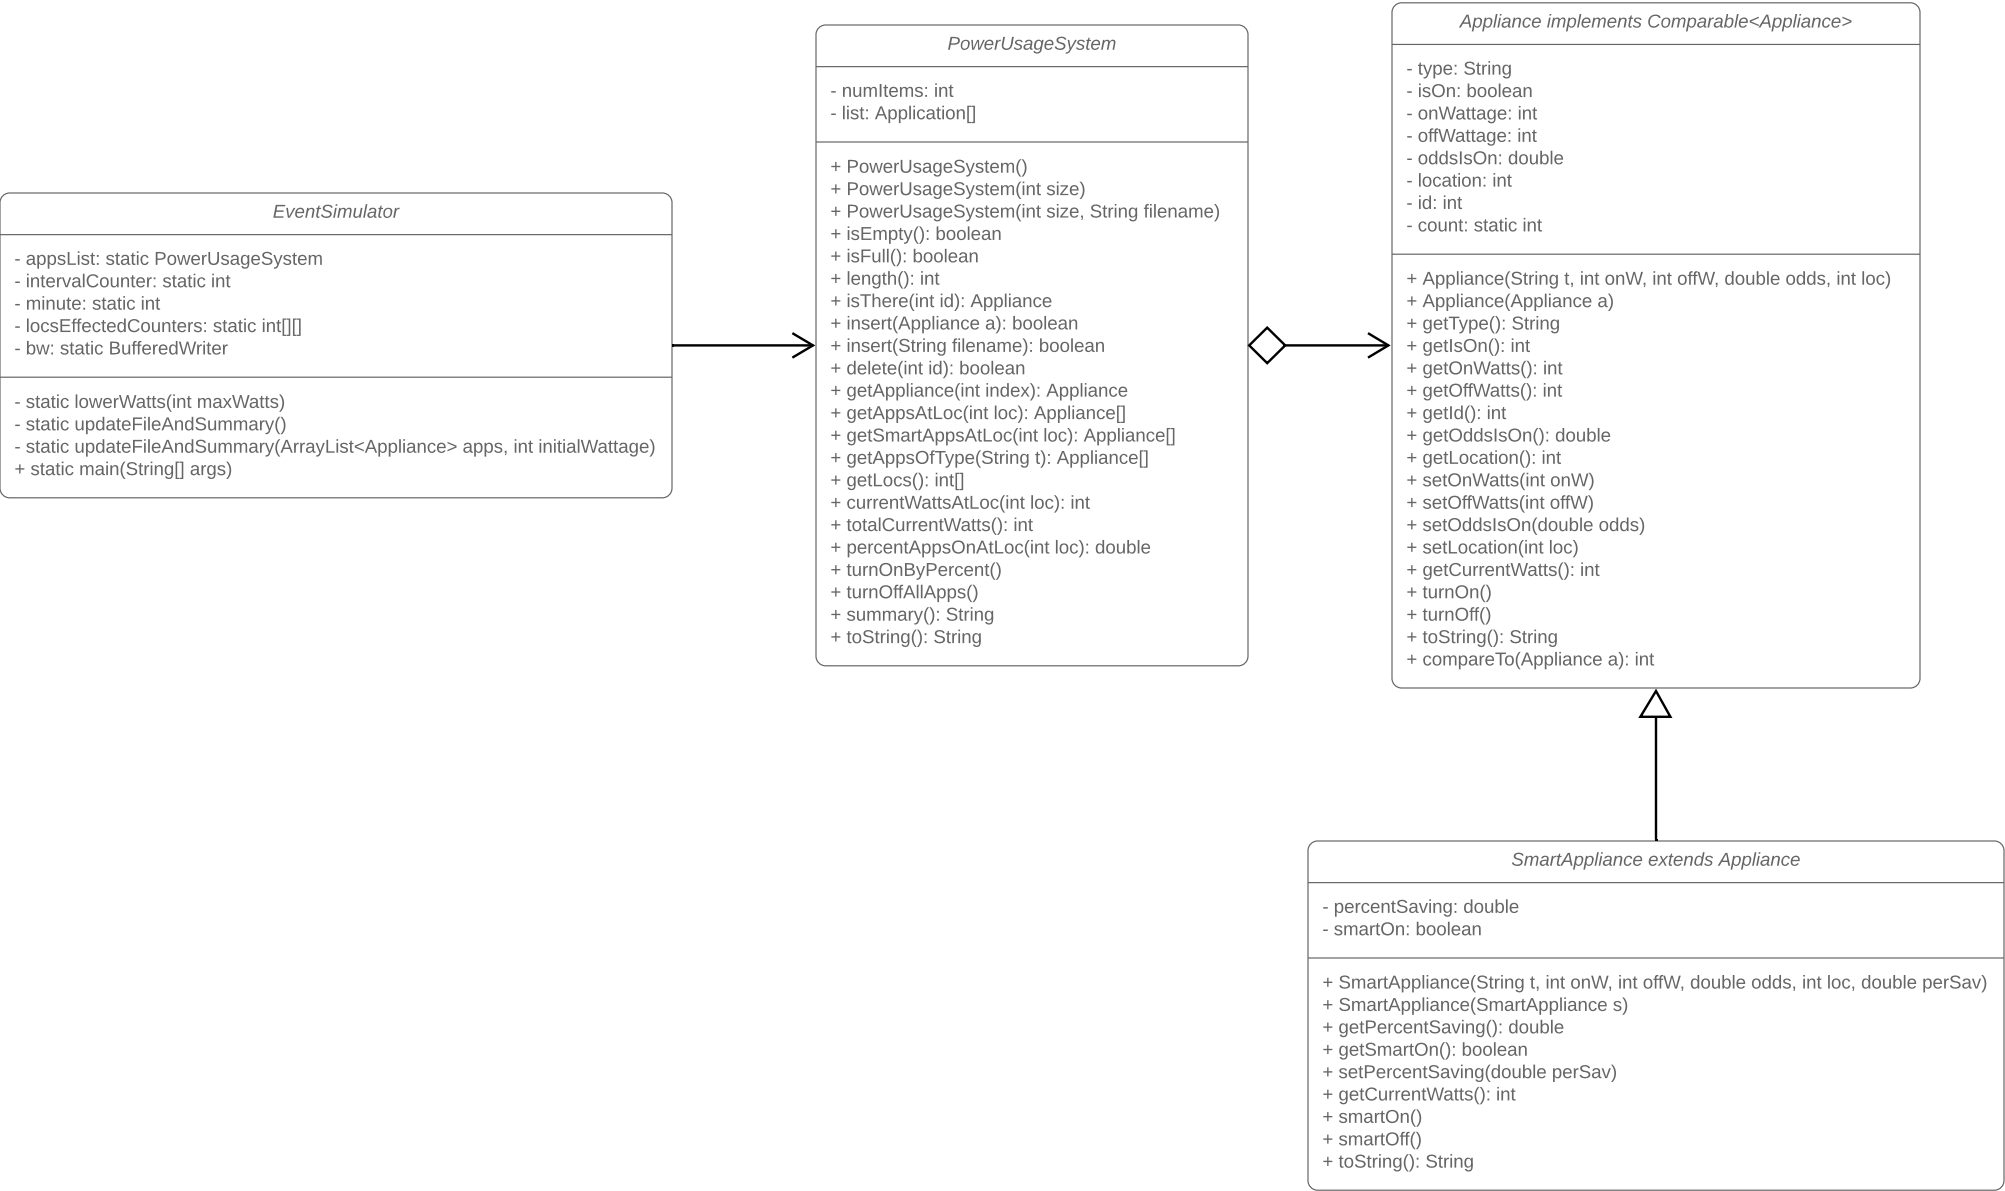 EventSimulator
- appsList: static PowerUsageSystem
- intervalCounter: static int
- minute: static int
- locsEffectedCounters: static int[][]
- bw: static BufferedWriter
- static lowerWatts(int maxWatts)
- static updateFileAndSummary()
- static updateFileAndSummary(ArrayList<Appliance> apps, int initialWattage)
+ static main(String[] args)
PowerUsageSystem
- numItems: int
- list: Application[]
+ PowerUsageSystem()
+ PowerUsageSystem(int size)
+ PowerUsageSystem(int size, String filename)
+ isEmpty(): boolean
+ isFull(): boolean
+ length(): int
+ isThere(int id): Appliance
+ insert(Appliance a): boolean
+ insert(String filename): boolean
+ delete(int id): boolean
+ getAppliance(int index): Appliance
+ getAppsAtLoc(int loc): Appliance[]
+ getSmartAppsAtLoc(int loc): Appliance[]
+ getAppsOfType(String t): Appliance[]
+ getLocs(): int[]
+ currentWattsAtLoc(int loc): int
+ totalCurrentWatts(): int
+ percentAppsOnAtLoc(int loc): double
+ turnOnByPercent()
+ turnOffAllApps()
+ summary(): String
+ toString(): String
Appliance implements Comparable<Appliance>
- type: String
- isOn: boolean
- onWattage: int
- offWattage: int
- oddsIsOn: double
- location: int
- id: int
- count: static int
+ Appliance(String t, int onW, int offW, double odds, int loc)
+ Appliance(Appliance a)
+ getType(): String
+ getIsOn(): int
+ getOnWatts(): int
+ getOffWatts(): int
+ getId(): int
+ getOddsIsOn(): double
+ getLocation(): int
+ setOnWatts(int onW)
+ setOffWatts(int offW)
+ setOddsIsOn(double odds)
+ setLocation(int loc)
+ getCurrentWatts(): int
+ turnOn()
+ turnOff()
+ toString(): String
+ compareTo(Appliance a): int
SmartAppliance extends Appliance
- percentSaving: double
- smartOn: boolean
+ SmartAppliance(String t, int onW, int offW, double odds, int loc, double perSav)
+ SmartAppliance(SmartAppliance s)
+ getPercentSaving(): double
+ getSmartOn(): boolean
+ setPercentSaving(double perSav)
+ getCurrentWatts(): int
+ smartOn()
+ smartOff()
+ toString(): String